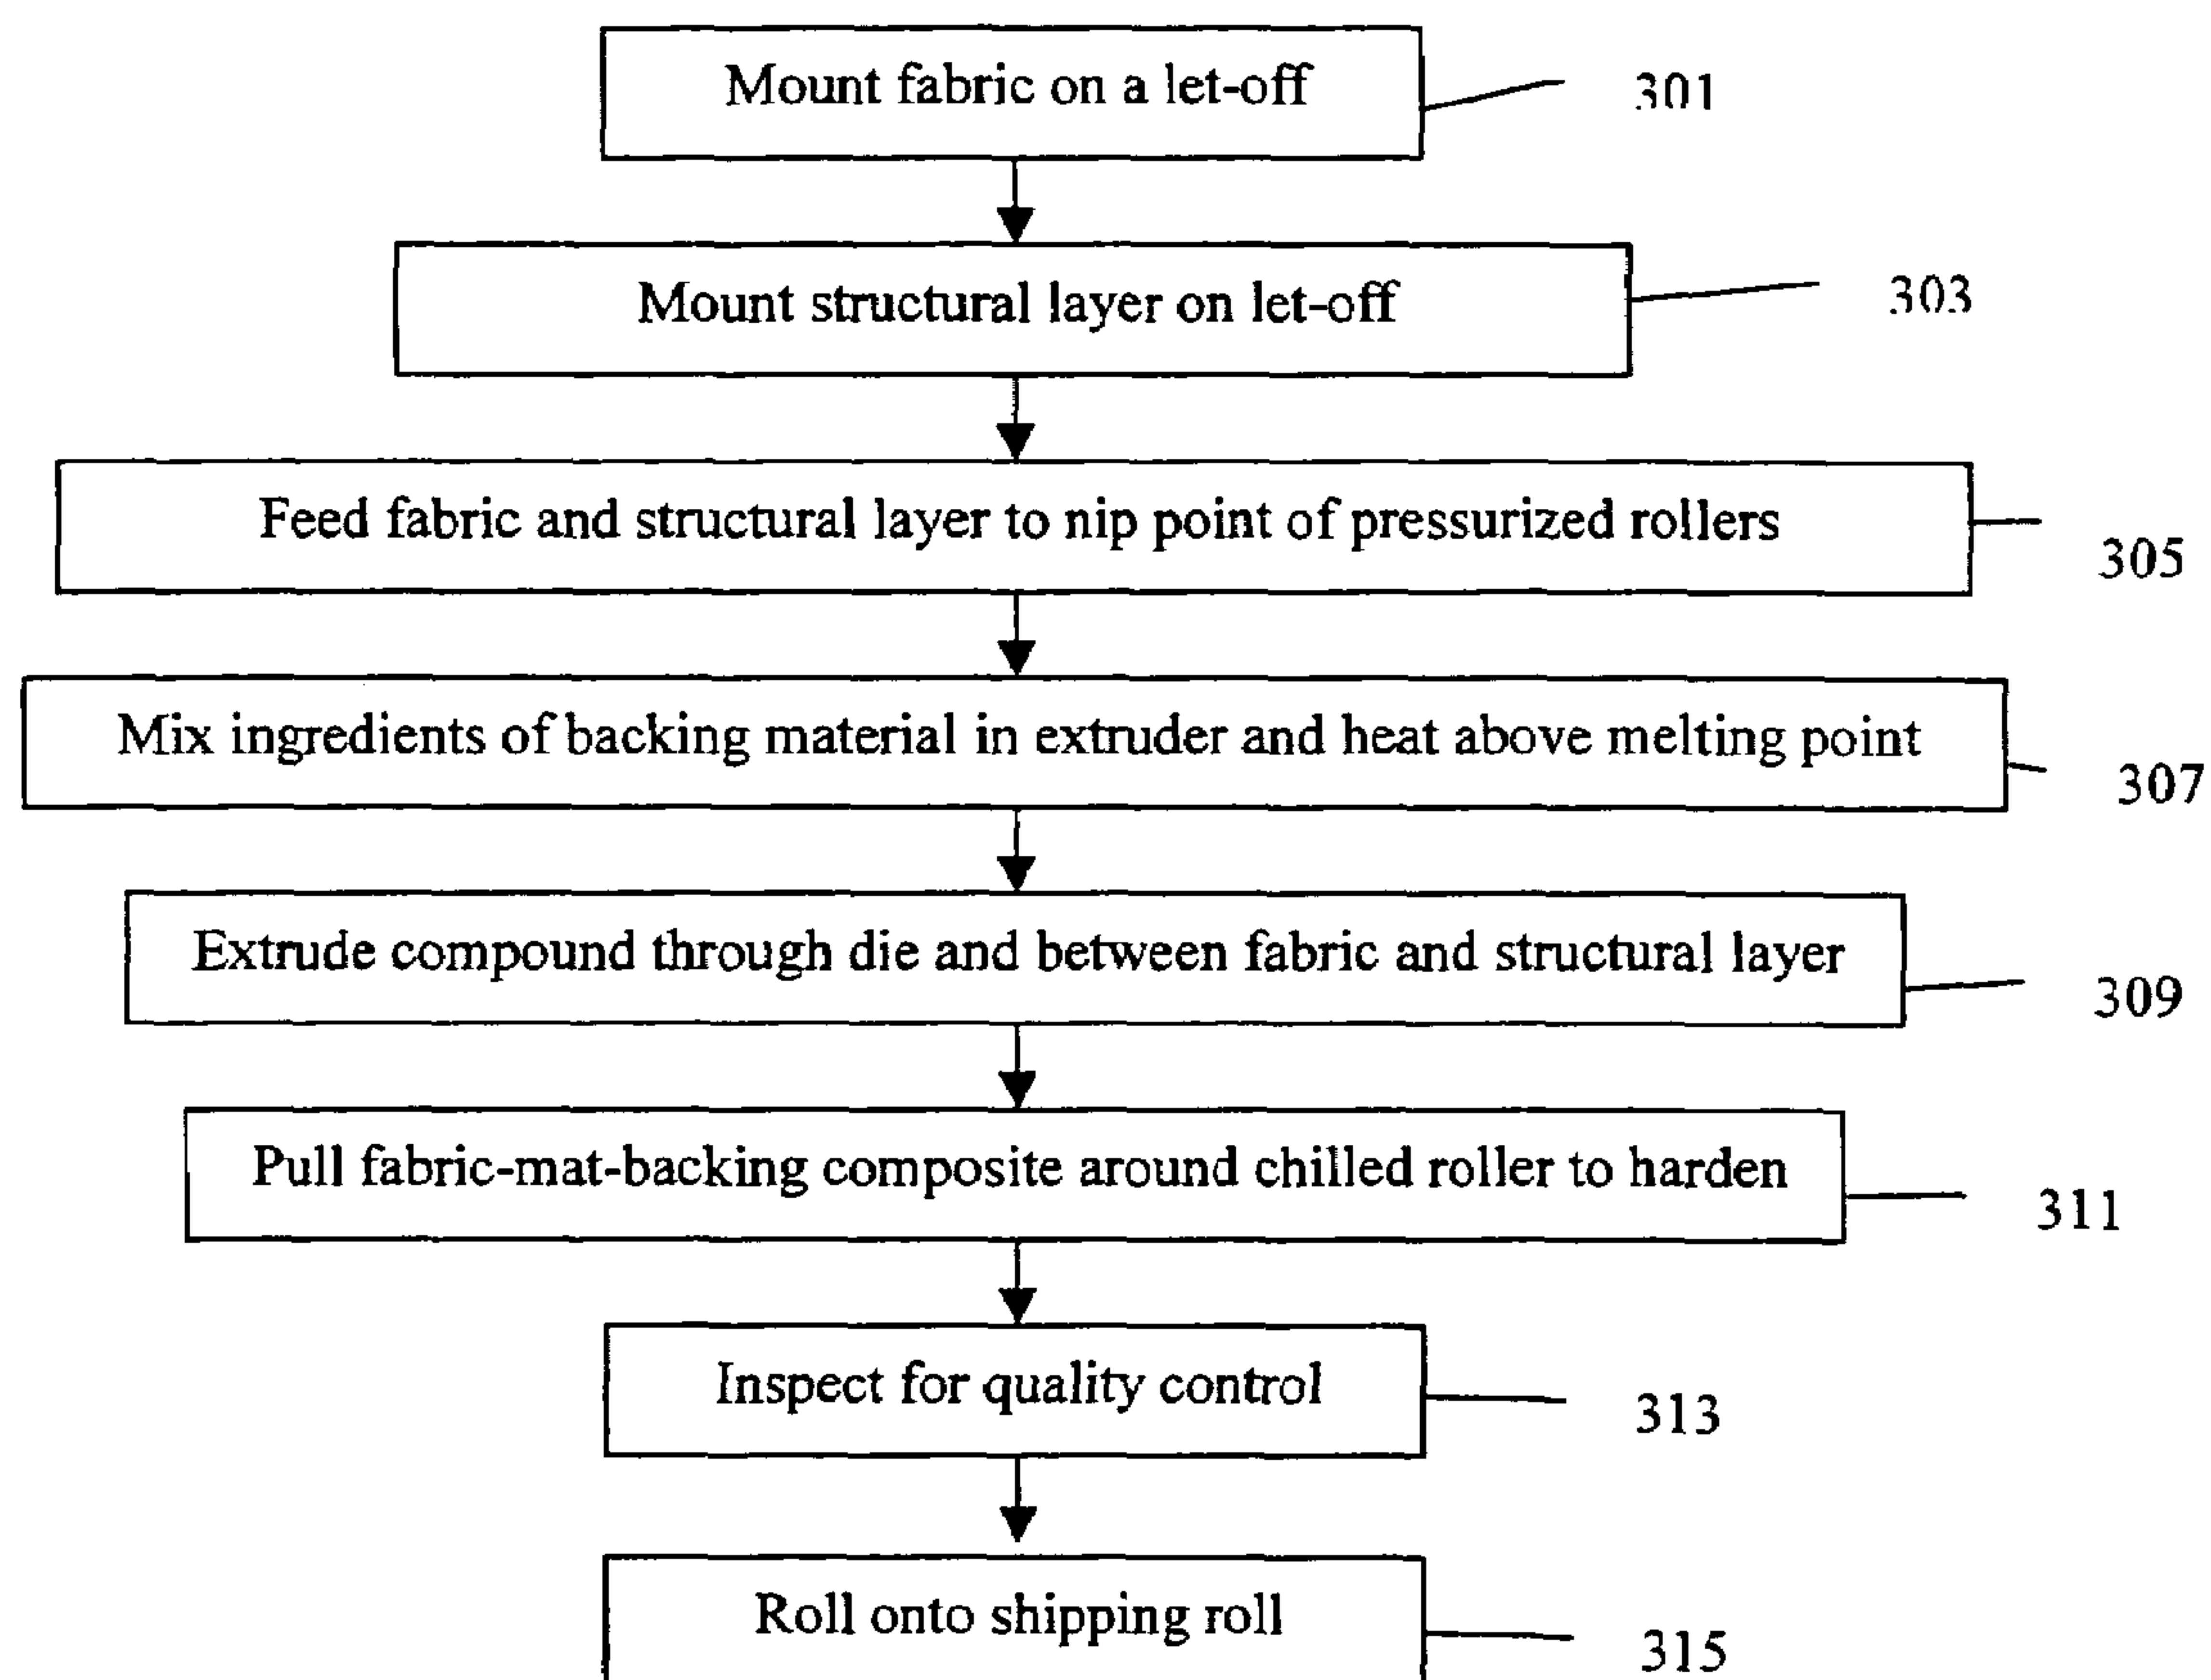 Mount fabric on a let-off
301
Mount structural layer on let-off
303
Feed fabric and structural layer to nip point of pressurized rollers
305
Mix ingredients of backing material in extruder and heat above melting point
307
Extrude compound through die and between fabric and structural layer
309
Pull fabric-mat-backing composite around chilled roller to harden
311
Inspect for quality control
313
Roll onto shipping roll
315